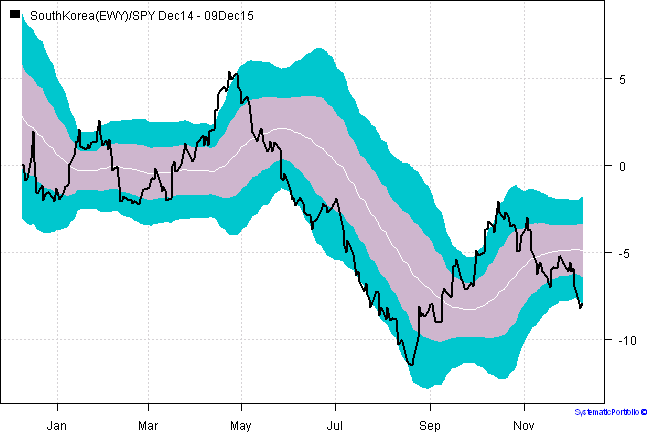 SouthKorea(EWY)/SPY Dec14 - 09Dec15
5
0
-5
-10
Jan Mar May Jul Sep Nov
SystematicPortfolio ©